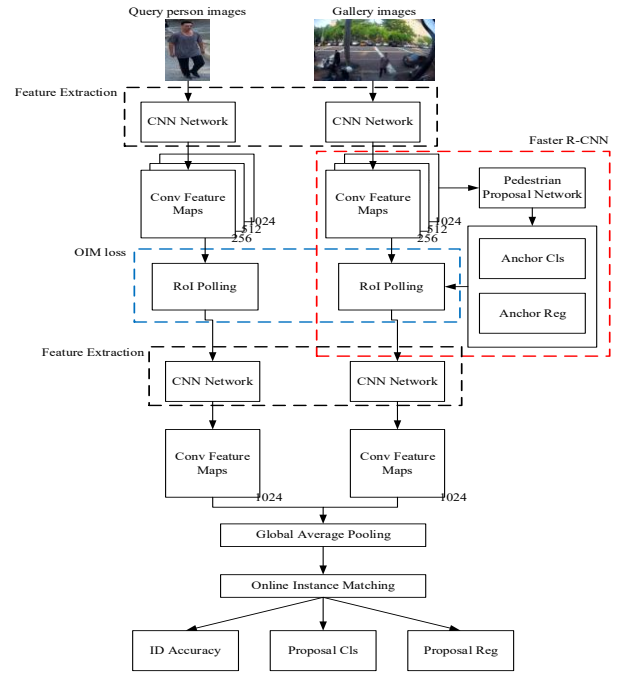 Query person images
Gallery images
Feature Extraction
CNN Network
CNN Network
Faster R-CNN
Conv Feature
Maps
1024
512
256
Conv Feature
Maps
1024
512
256
Pedestrian
Proposal Network
OIM loss
RoI Polling
RoI Polling
Anchor Cls
Anchor Reg
Feature Extraction
CNN Network
CNN Network
Conv Feature
Maps
1024
Conv Feature
Maps
1024
Global Average Pooling
Online Instance Matching
ID Accuracy
Proposal Cls
Proposal Reg